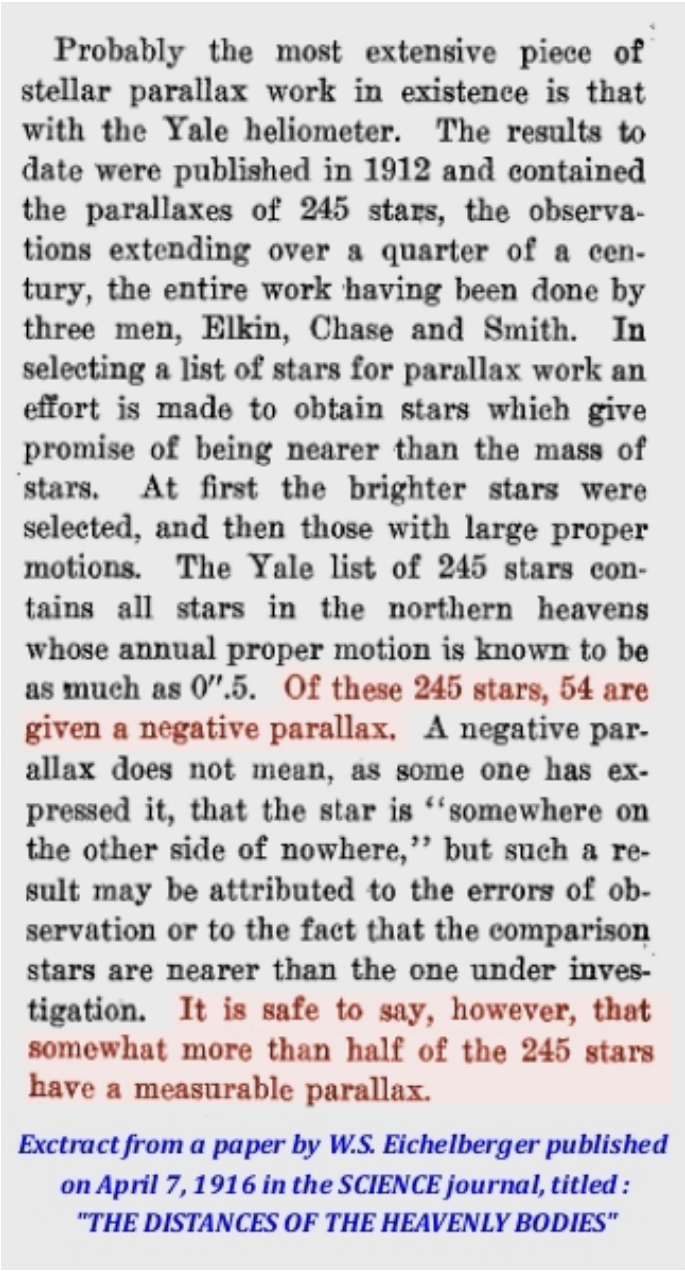 Probably the most extensive piece of
stellar parallax work in existence is that
with the Yale heliometer. The results to
date were published in 1912 and contained
the parallaxes of 245 stars, the observa-
tions extending over a quarter of a cen-
tury, the entire work having been done by
three men, Elkin, Chase and Smith. In
selecting a list of stars for parallax work an
effort is made to obtain stars which give
promise of being nearer than the mass of
stars. At first the brighter stars were
selected, and then those with large proper
motions. The Yale list of 245 stars con-
tains all stars in the northern heavens
whose annual proper motion is known to be
as much as 0″.5. Of these 245 stars, 54 are
given a negative parallax. A negative par-
allax does not mean, as some one has ex-
pressed it, that the star is “somewhere on
the other side of nowhere,” but such a re-
sult may be attributed to the errors of ob-
servation or to the fact that the comparison
stars are nearer than the one under inves-
tigation. It is safe to say, however, that
somewhat more than half of the 245 stars
have a measurable parallax.
Exctract from a paper by W.S. Eichelberger published
on April 7, 1916 in the SCIENCE journal, titled :
"THE DISTANCES OF THE HEAVENLY BODIES"